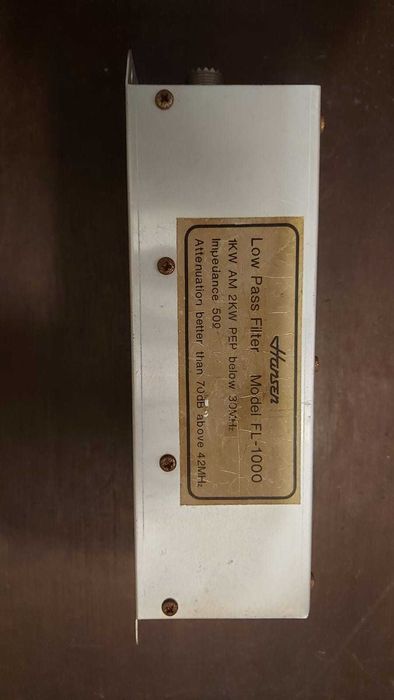 Hansen
Low Pass Filter Model FL-1000
1KW AM 2KW PEP below 30MHz
Impedance 50Ω
Attenuation better than 70dB above 42MHz